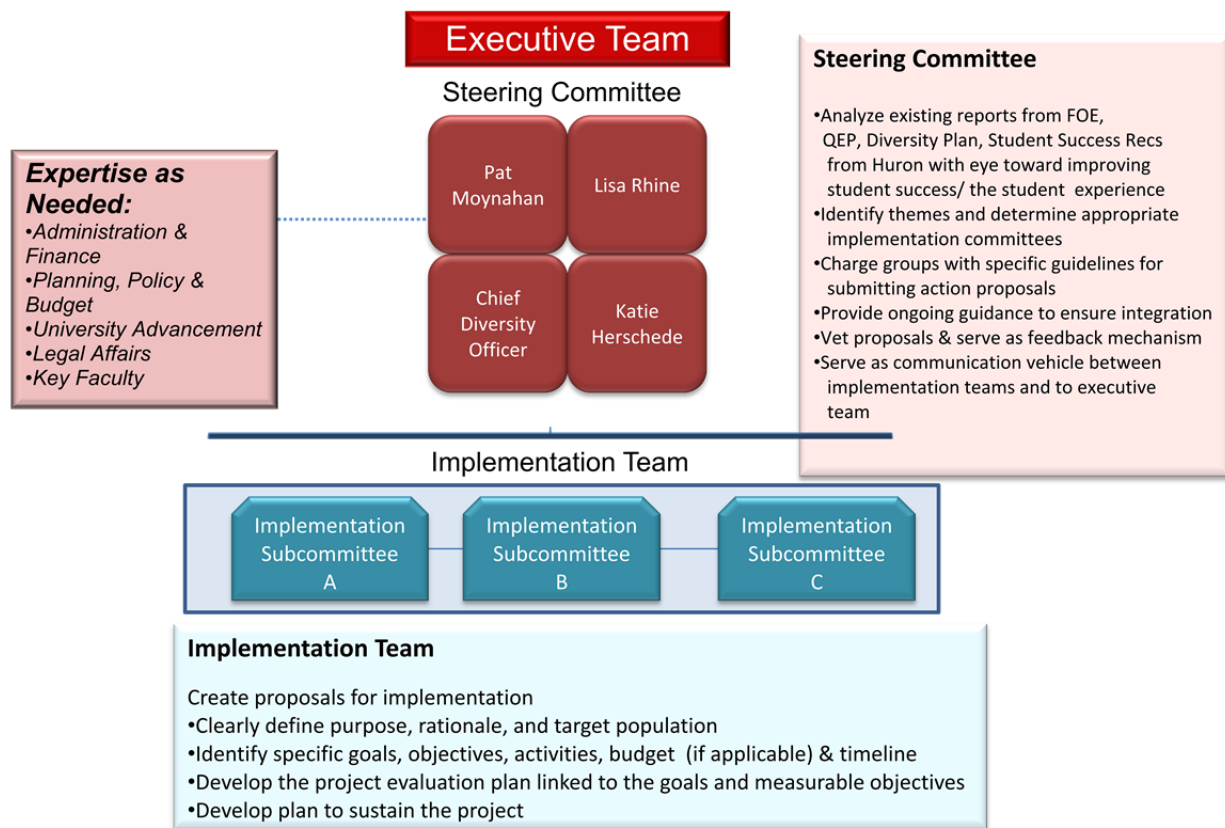 Executive Team
Steering Committee
Pat
Moynahan
Lisa Rhine
Chief
Diversity
Officer
Katie
Herschede
Expertise as
Needed:
•Administration &
Finance
•Planning, Policy &
Budget
•University Advancement
•Legal Affairs
•Key Faculty
Steering Committee
•Analyze existing reports from FOE,
QEP, Diversity Plan, Student Success Recs
from Huron with eye toward improving
student success/ the student experience
•Identify themes and determine appropriate
implementation committees
•Charge groups with specific guidelines for
submitting action proposals
•Provide ongoing guidance to ensure integration
•Vet proposals & serve as feedback mechanism
•Serve as communication vehicle between
implementation teams and to executive
team
Implementation Team
Implementation
Subcommittee
A
Implementation
Subcommittee
B
Implementation
Subcommittee
C
Implementation Team
Create proposals for implementation
•Clearly define purpose, rationale, and target population
•Identify specific goals, objectives, activities, budget (if applicable) & timeline
•Develop the project evaluation plan linked to the goals and measurable objectives
•Develop plan to sustain the project